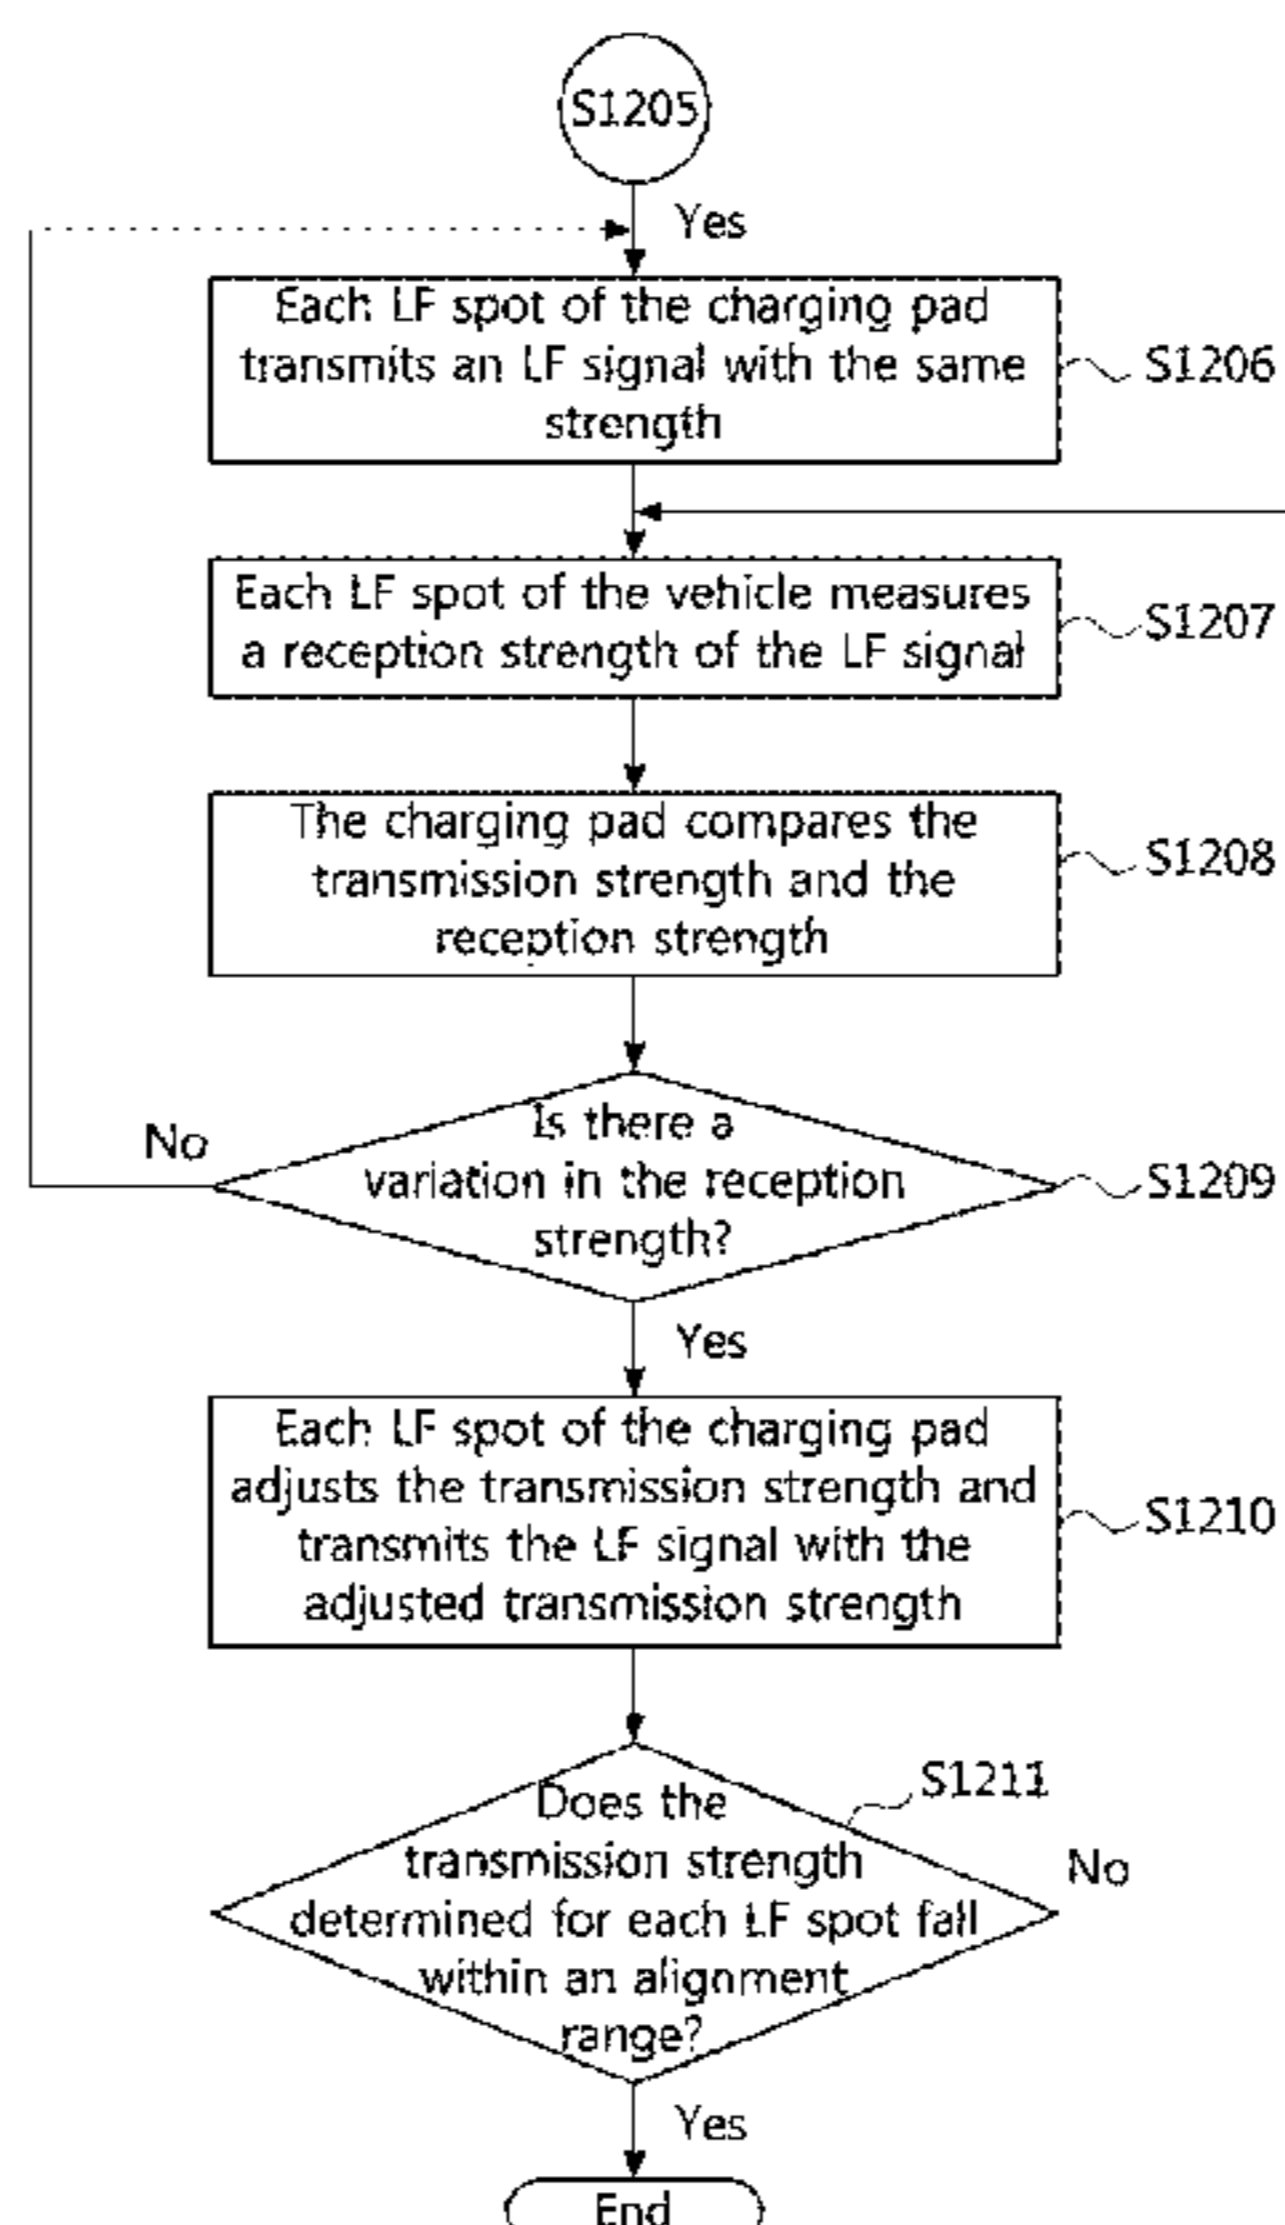 S1205
Yes
Each LF spot of the charging pad
transmits an LF signal with the same
strength
S1206
Each LF spot of the vehicle measures
a reception strength of the LF signal
S1207
The charging pad compares the
transmission strength and the
reception strength
S1208
No
Is there a
variation in the reception
strength?
S1209
Yes
Each LF spot of the charging pad
adjusts the transmission strength and
transmits the LF signal with the
adjusted transmission strength
S1210
S1211
Does the
transmission strength
determined for each LF spot fall
within an alignment
range?
No
Yes
End